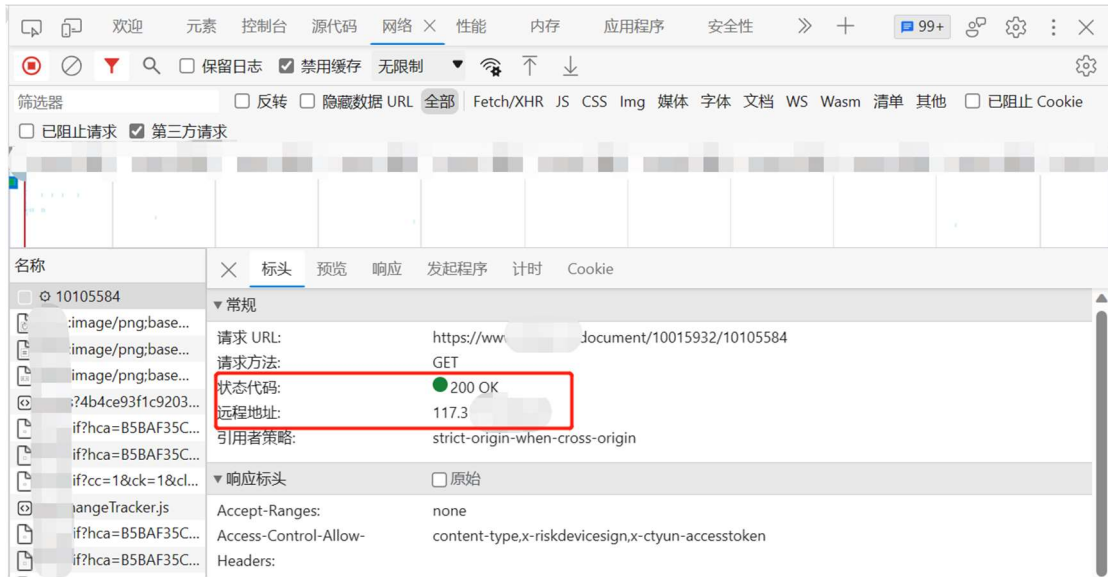 欢迎 元素 控制台 源代码 网络 性能 内存 应用程序 安全性 99+
保留日志 禁用缓存 无限制
筛选器 反转 隐藏数据 URL 全部 Fetch/XHR JS CSS Img 媒体 字体 文档 WS Wasm 清单 其他 已阻止 Cookie
已阻止请求 第三方请求
名称 标头 预览 响应 发起程序 计时 Cookie
10105584 常规
:image/png;base...
请求 URL: https://ww document/10015932/10105584
:image/png;base...
请求方法: GET
image/png;base...
状态代码: 200 OK
?4b4ce93f1c9203...
远程地址: 117.3
if?hca=B5BAF35C...
引用者策略: strict-origin-when-cross-origin
if?hca=B5BAF35C...
if?cc=1&ck=1&cl... 响应标头 原始
angeTracker.js Accept-Ranges: none
if?hca=B5BAF35C... Access-Control-Allow- content-type,x-riskdevicesign,x-ctyun-accesstoken
if?hca=B5BAF35C... Headers: